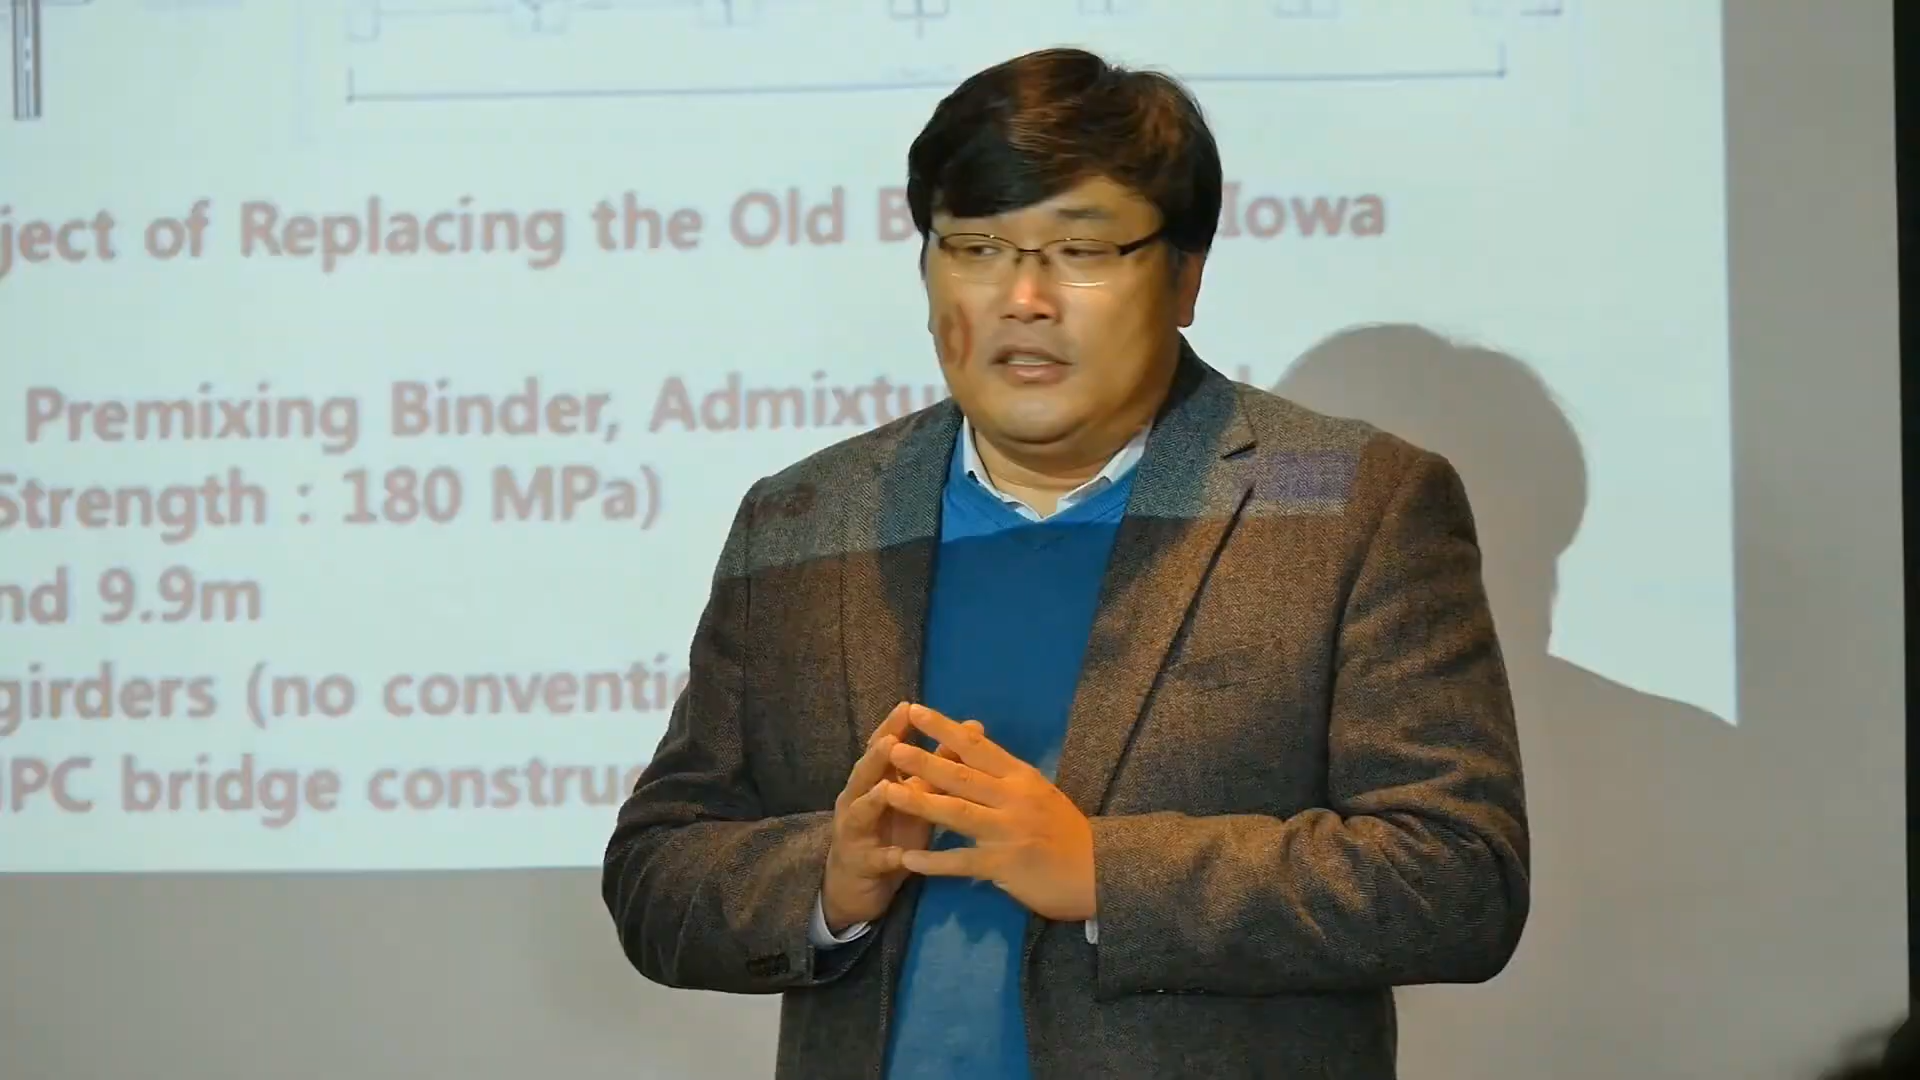 ject of Replacing the Old B Iowa
Premixing Binder, Admixtu
Strength : 180 MPa)
nd 9.9m
girders (no conventi
HPC bridge constru